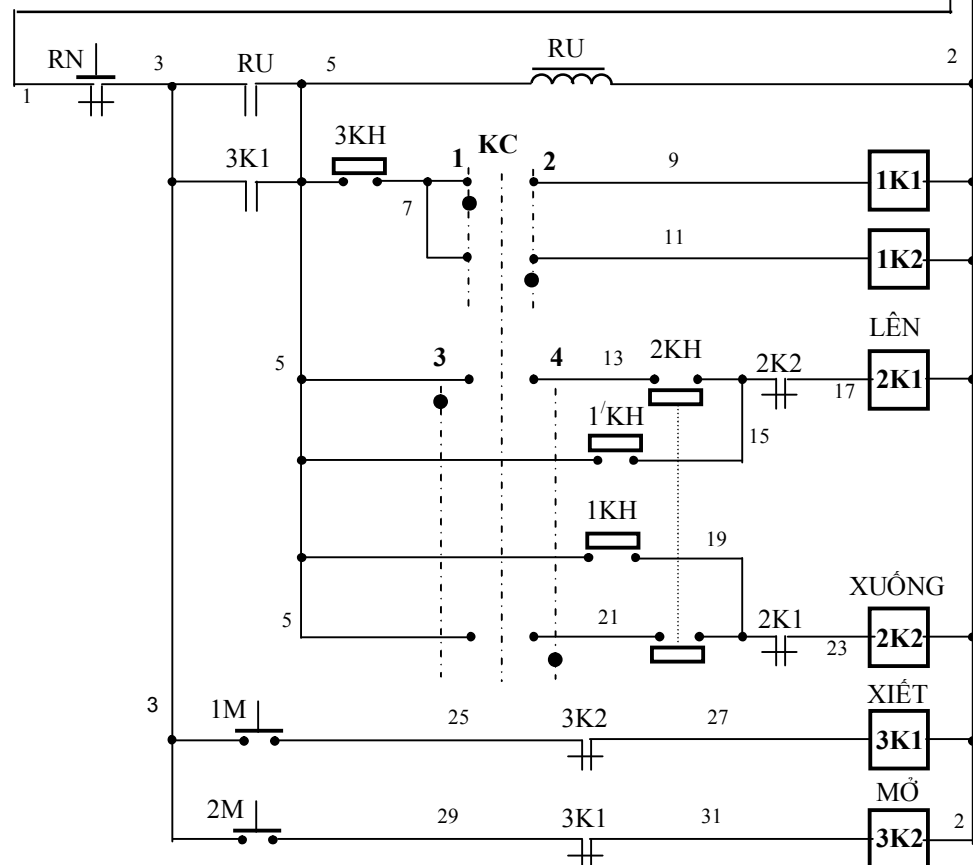 RN
3
RU
5
RU
2
1
3KH
KC
3K1
1
2
9
1K1
7
11
1K2
LÊN
3
4
13
2KH
2K2
5
17
2K1
1/KH
15
1KH
19
XUỐNG
5
21
2K1
23
2K2
XIẾT
3
1M
25
3K2
27
3K1
MỞ
2M
29
3K1
31
3K2
2